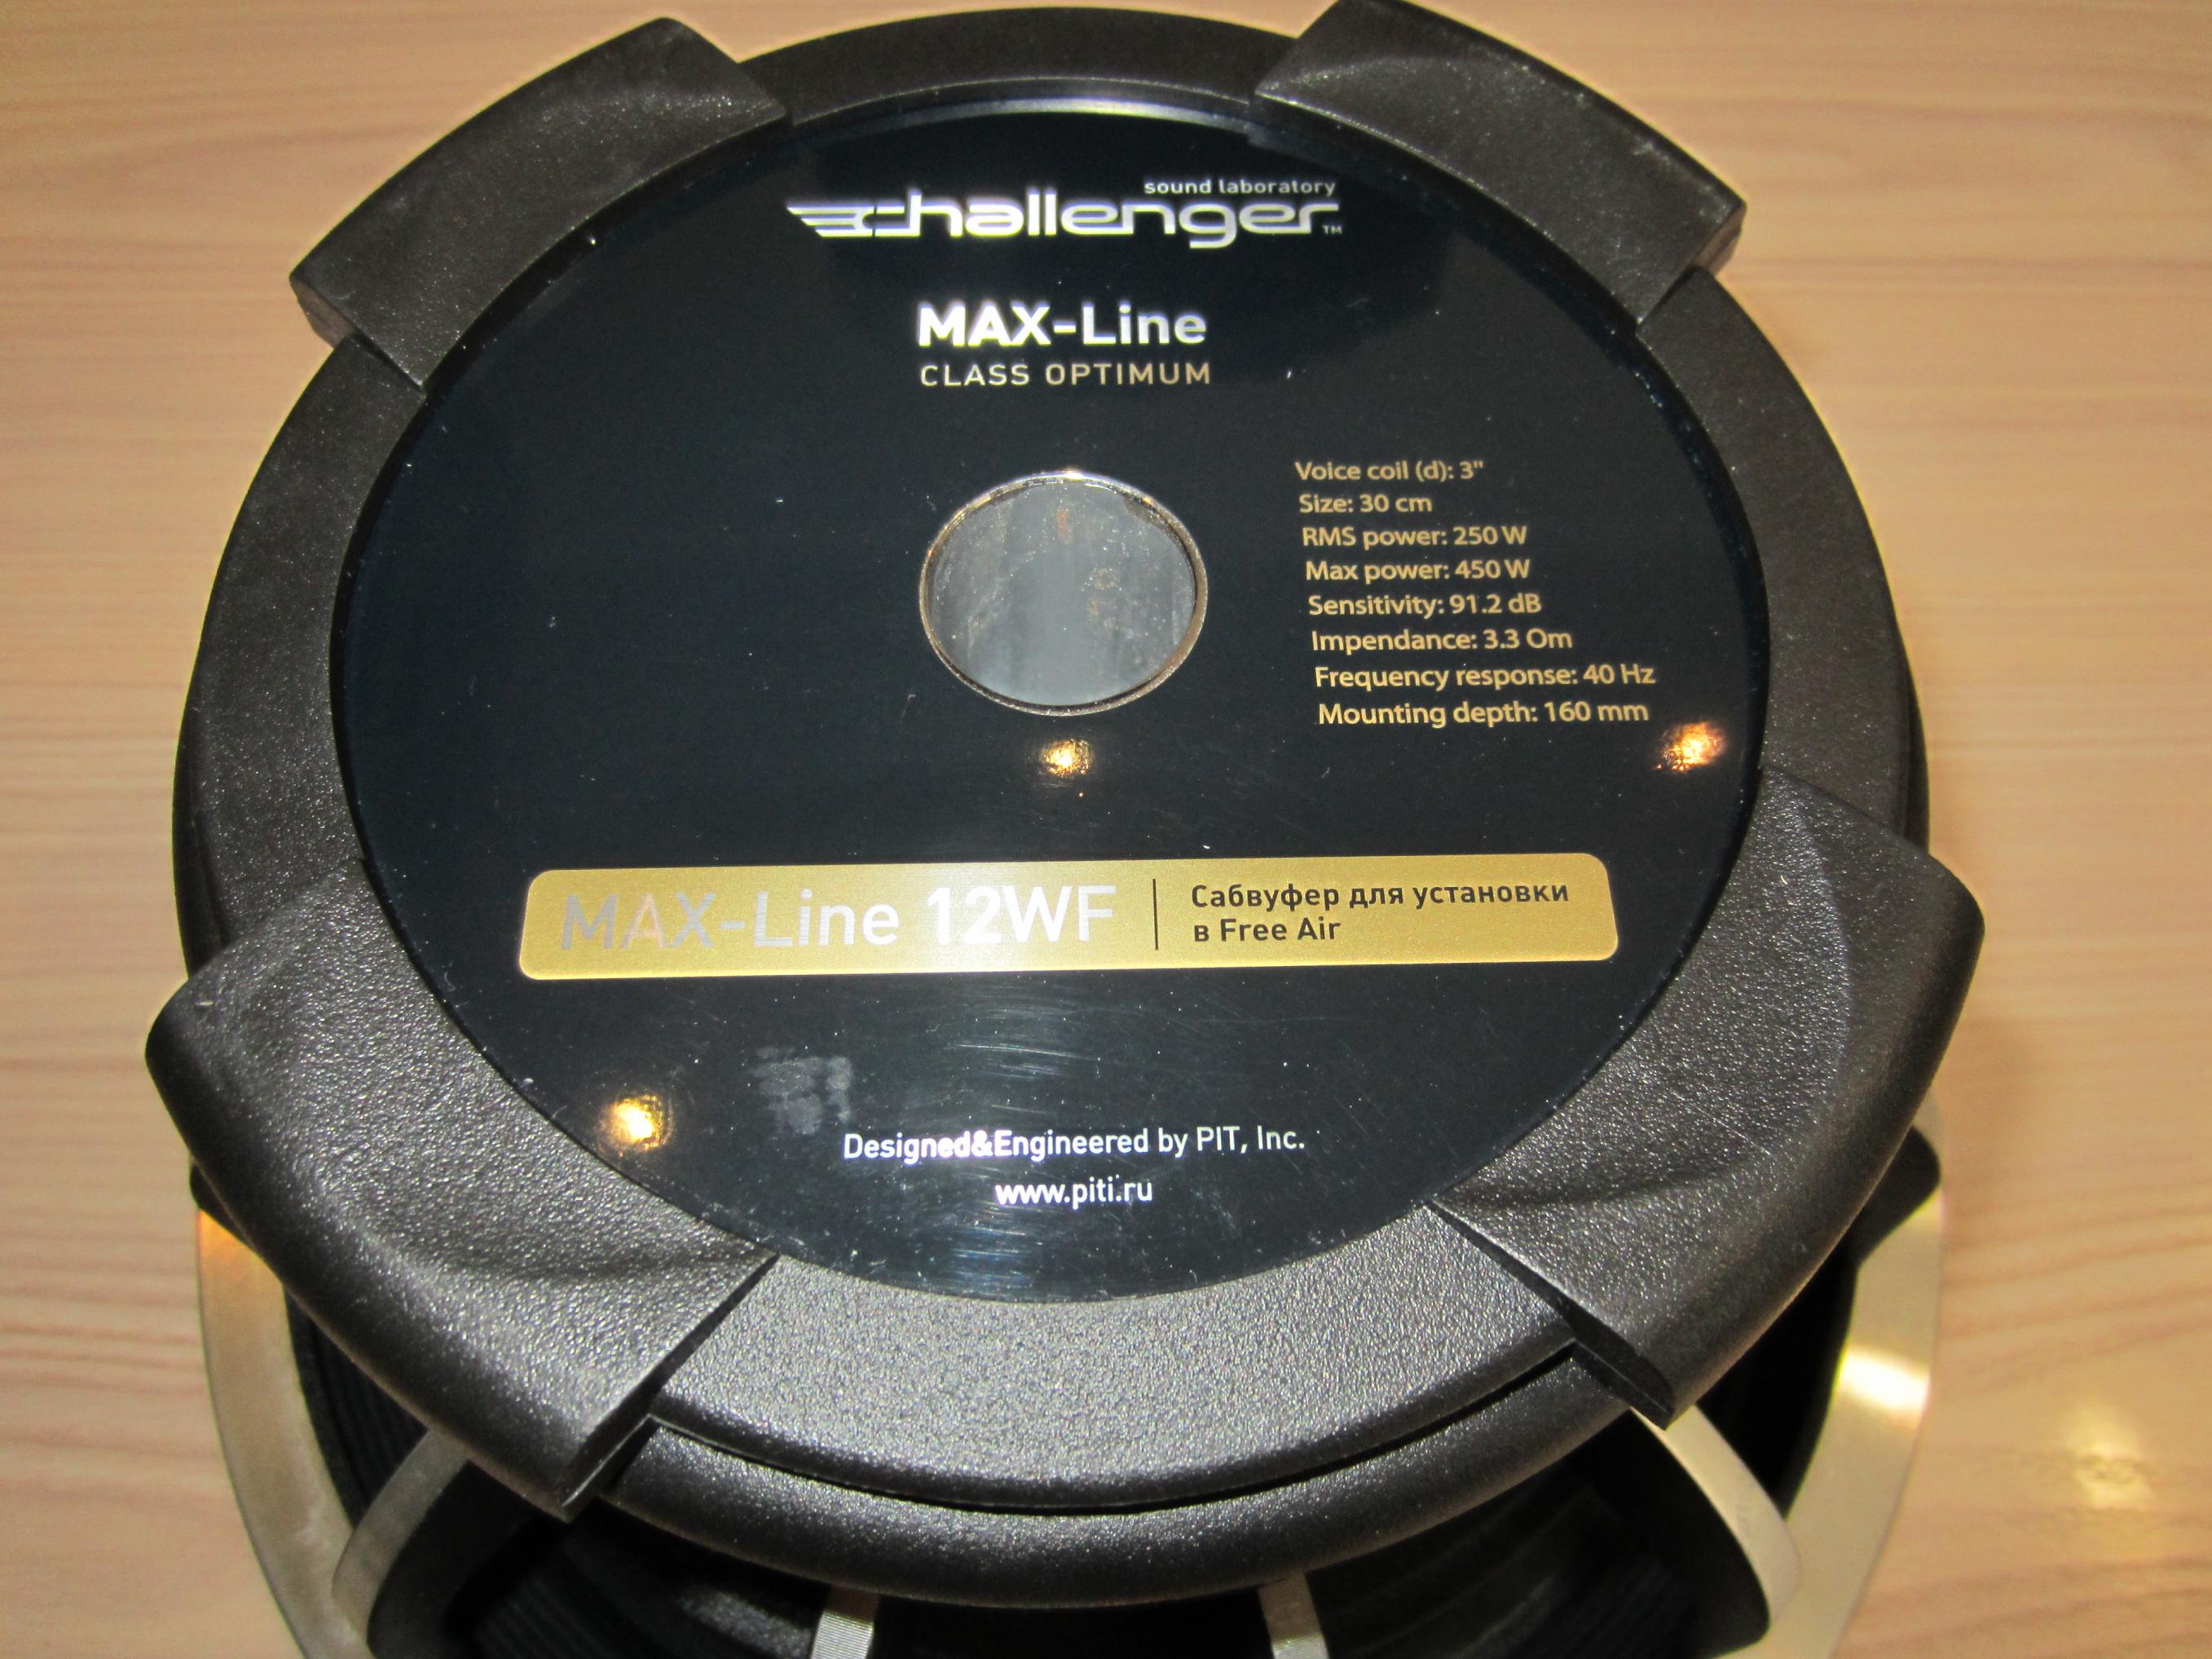 sound laboratory
challenger™
MAX-Line
CLASS OPTIMUM
Voice coil (d): 3"
Size: 30 cm
RMS power: 250 W
Max power: 450 W
Sensitivity: 91.2 dB
Impendance: 3.3 Om
Frequency response: 40 Hz
Mounting depth: 160 mm
MAX-Line 12WF
Сабвуфер для установки
в Free Air
Designed&Engineered by PIT, Inc.
www.piti.ru